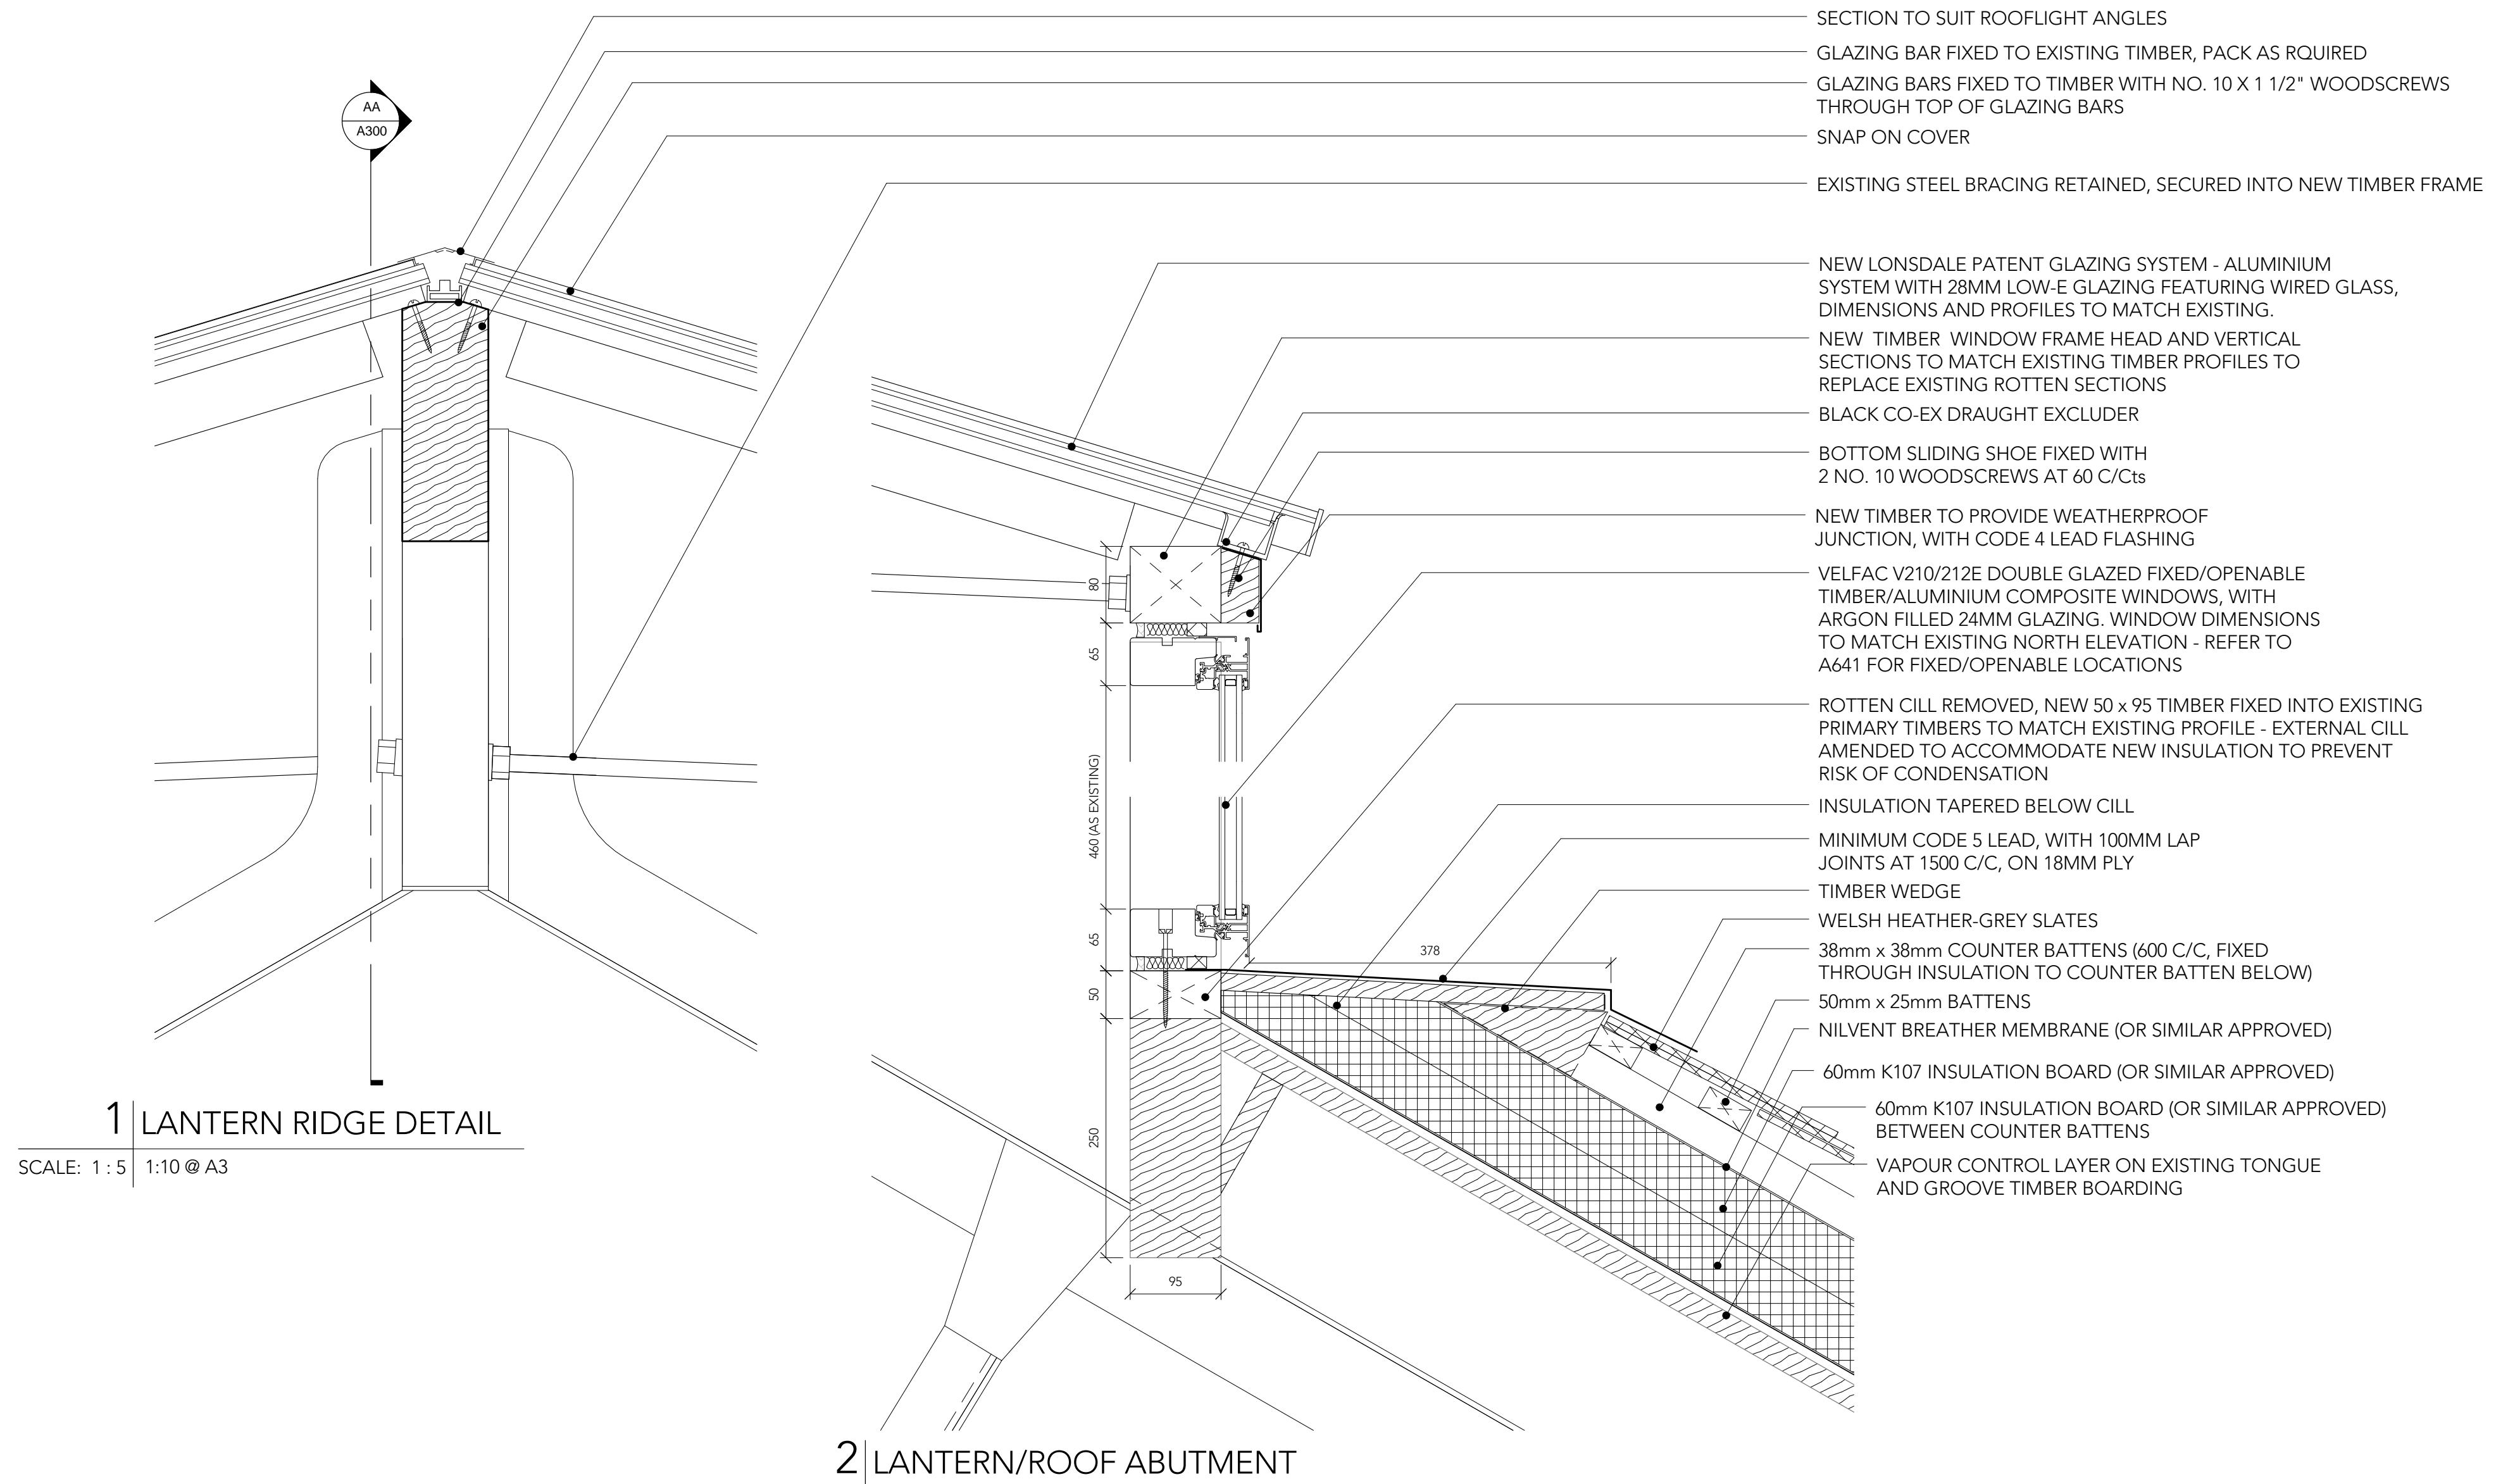 SECTION TO SUIT ROOFLIGHT ANGLES
GLAZING BAR FIXED TO EXISTING TIMBER, PACK AS RQUIRED
GLAZING BARS FIXED TO TIMBER WITH NO. 10 X 1 1/2" WOODSCREWS
THROUGH TOP OF GLAZING BARS
SNAP ON COVER
EXISTING STEEL BRACING RETAINED, SECURED INTO NEW TIMBER FRAME
AA
A300
NEW LONSDALE PATENT GLAZING SYSTEM - ALUMINIUM
SYSTEM WITH 28MM LOW-E GLAZING FEATURING WIRED GLASS,
DIMENSIONS AND PROFILES TO MATCH EXISTING.
NEW TIMBER WINDOW FRAME HEAD AND VERTICAL
SECTIONS TO MATCH EXISTING TIMBER PROFILES TO
REPLACE EXISTING ROTTEN SECTIONS
BLACK CO-EX DRAUGHT EXCLUDER
BOTTOM SLIDING SHOE FIXED WITH
2 NO. 10 WOODSCREWS AT 60 C/Cts
NEW TIMBER TO PROVIDE WEATHERPROOF
JUNCTION, WITH CODE 4 LEAD FLASHING
VELFAC V210/212E DOUBLE GLAZED FIXED/OPENABLE
TIMBER/ALUMINIUM COMPOSITE WINDOWS, WITH
ARGON FILLED 24MM GLAZING. WINDOW DIMENSIONS
TO MATCH EXISTING NORTH ELEVATION - REFER TO
A641 FOR FIXED/OPENABLE LOCATIONS
ROTTEN CILL REMOVED, NEW 50 x 95 TIMBER FIXED INTO EXISTING
PRIMARY TIMBERS TO MATCH EXISTING PROFILE - EXTERNAL CILL
AMENDED TO ACCOMMODATE NEW INSULATION TO PREVENT
RISK OF CONDENSATION
INSULATION TAPERED BELOW CILL
MINIMUM CODE 5 LEAD, WITH 100MM LAP
JOINTS AT 1500 C/C, ON 18MM PLY
TIMBER WEDGE
WELSH HEATHER-GREY SLATES
38mm x 38mm COUNTER BATTENS (600 C/C, FIXED
THROUGH INSULATION TO COUNTER BATTEN BELOW)
50mm x 25mm BATTENS
NILVENT BREATHER MEMBRANE (OR SIMILAR APPROVED)
60mm K107 INSULATION BOARD (OR SIMILAR APPROVED)
60mm K107 INSULATION BOARD (OR SIMILAR APPROVED)
BETWEEN COUNTER BATTENS
VAPOUR CONTROL LAYER ON EXISTING TONGUE
AND GROOVE TIMBER BOARDING
80
65
460 (AS EXISTING)
65
50
250
95
378
1 LANTERN RIDGE DETAIL
SCALE: 1 : 5 1:10 @ A3
2 LANTERN/ROOF ABUTMENT